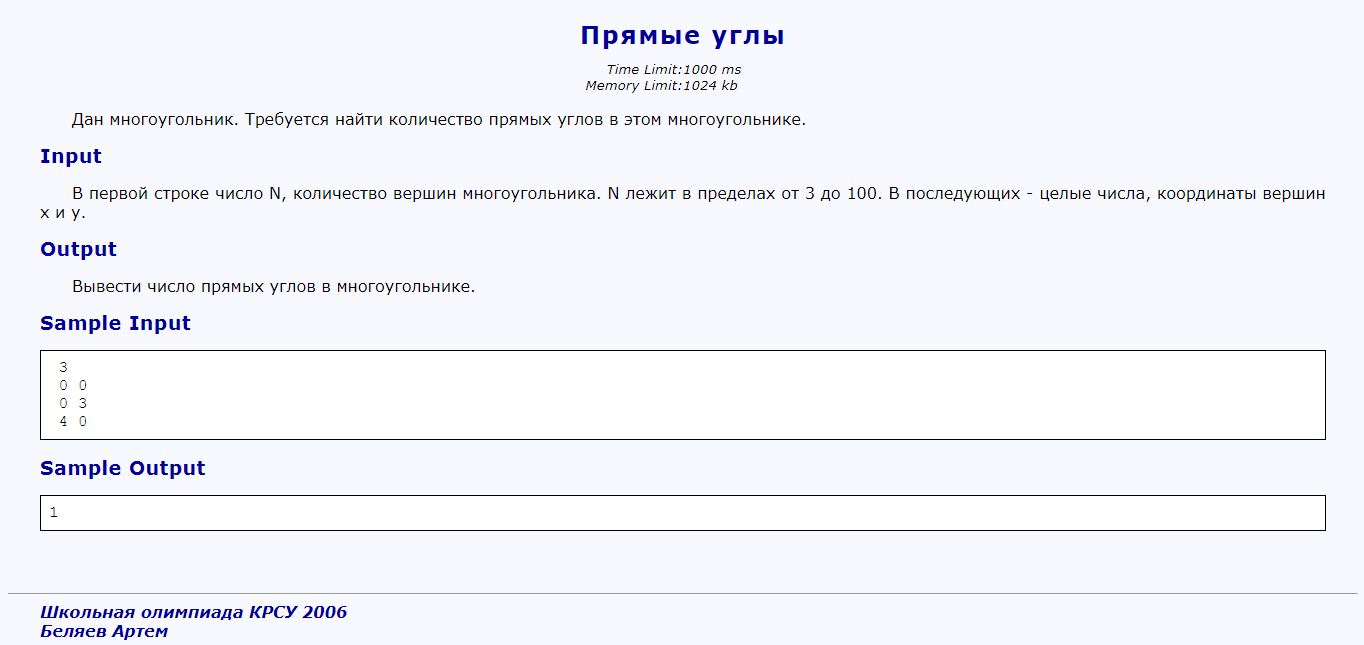 Прямые углы
Time Limit:1000 ms
Memory Limit:1024 kb
Дан многоугольник. Требуется найти количество прямых углов в этом многоугольнике.
Input
В первой строке число N, количество вершин многоугольника. N лежит в пределах от 3 до 100. В последующих - целые числа, координаты вершин
x и y.
Output
Вывести число прямых углов в многоугольнике.
Sample Input
3
0 0
0 3
4 0
Sample Output
1
Школьная олимпиада КРСУ 2006
Беляев Артем